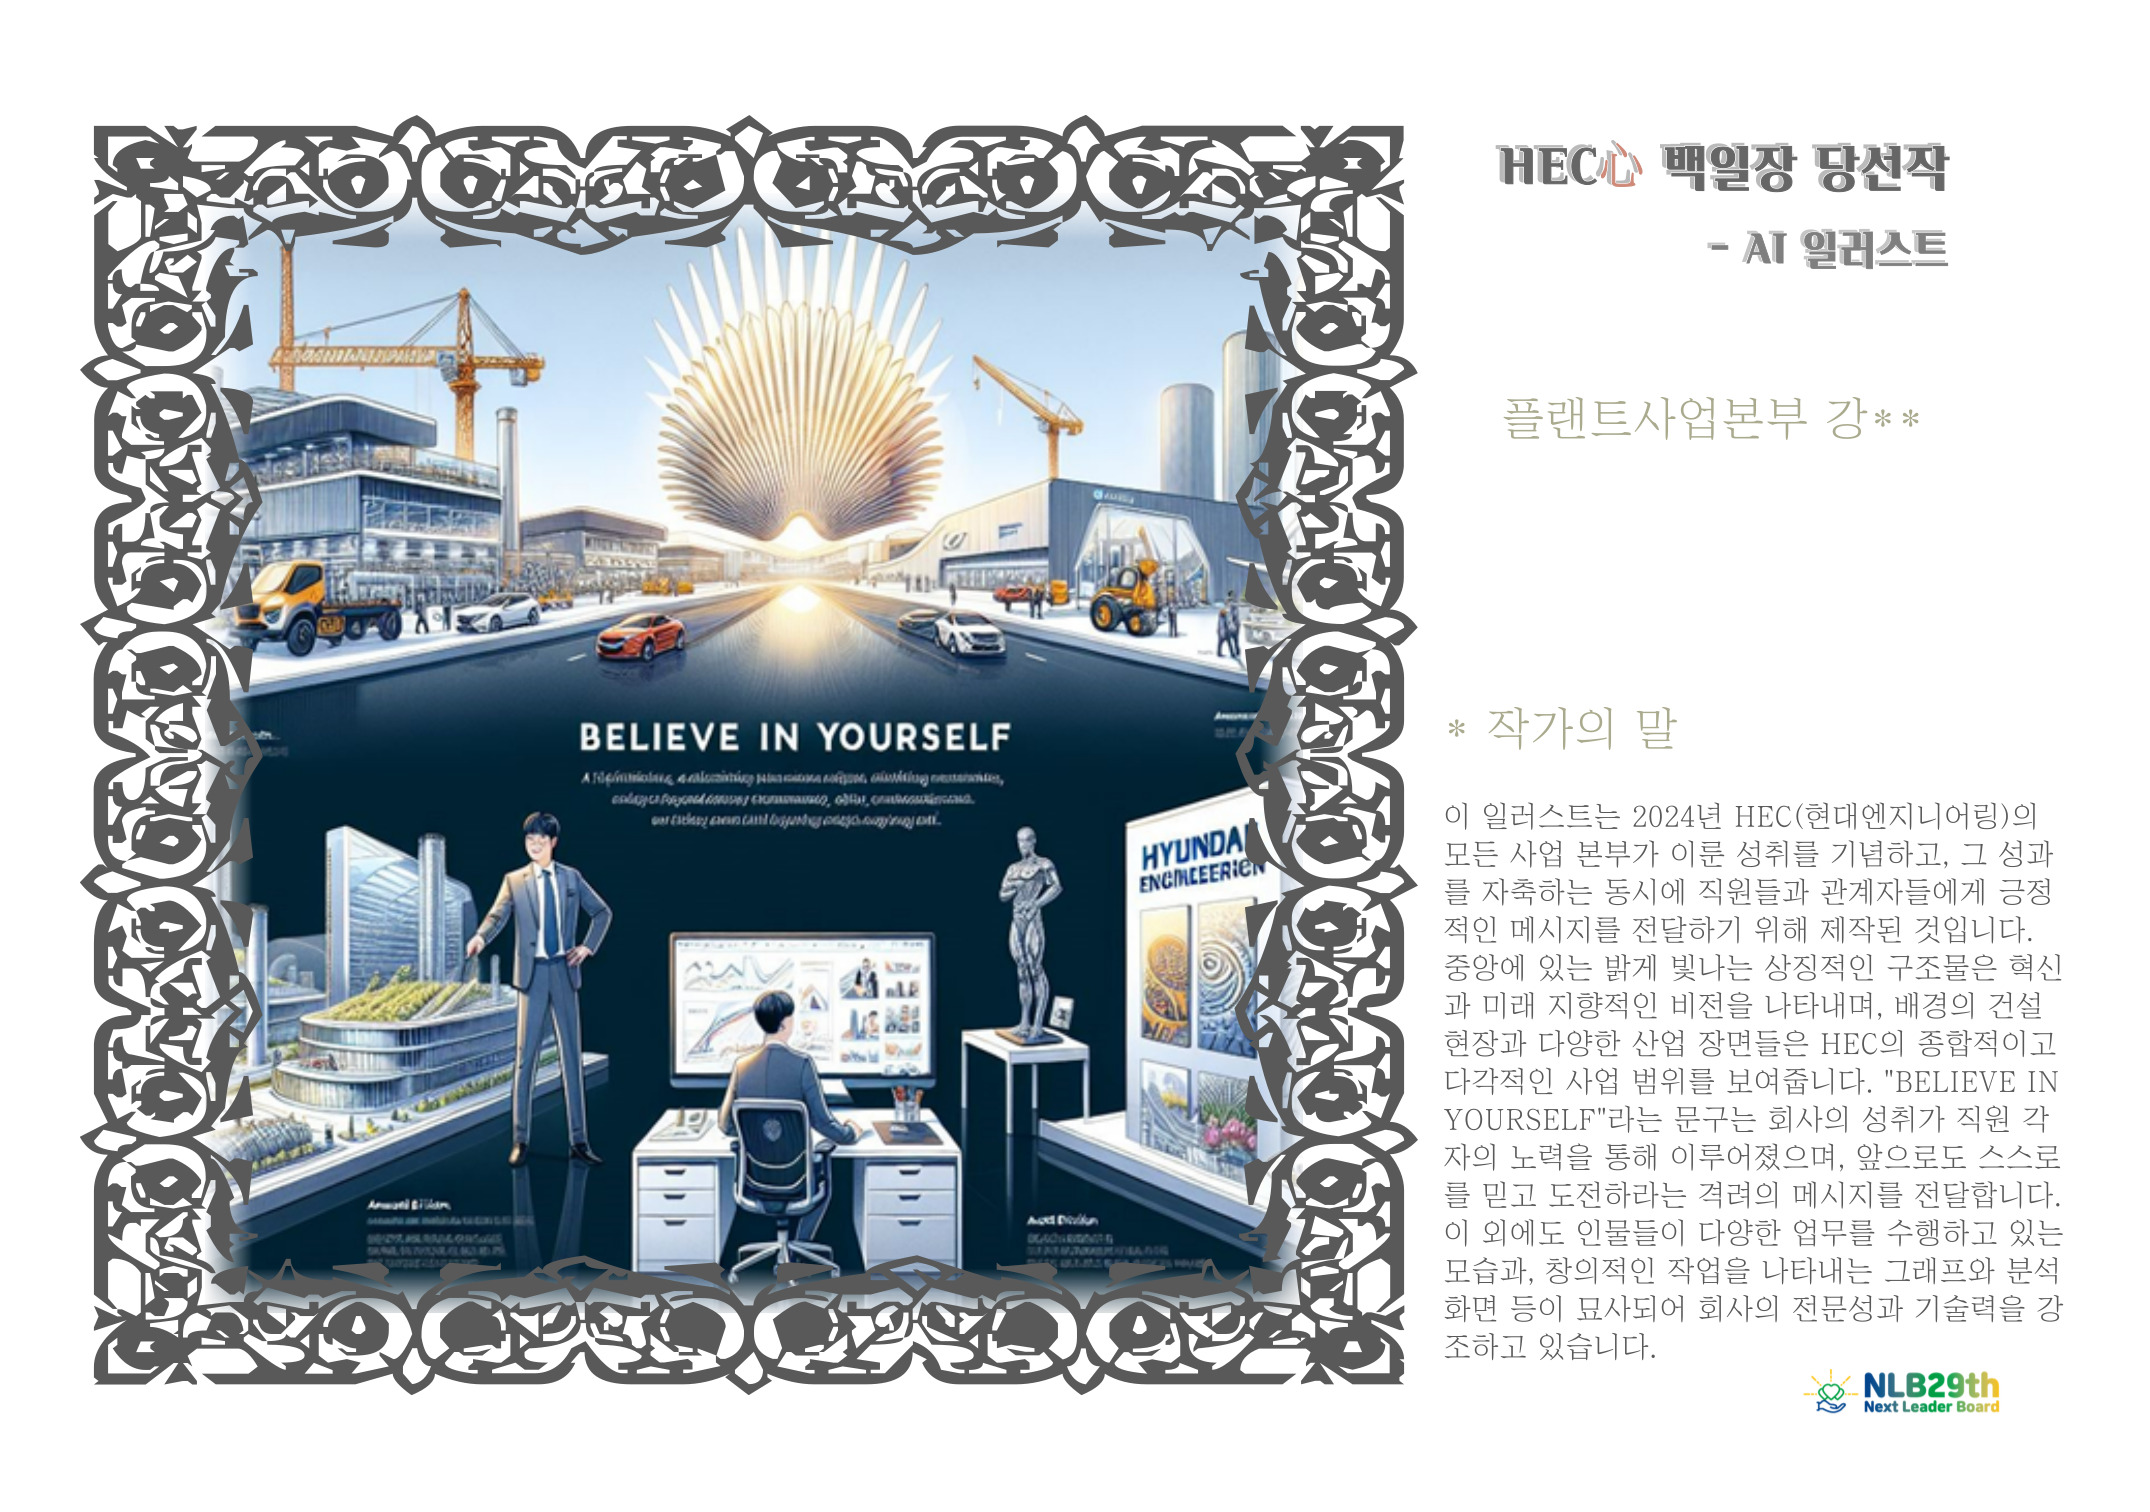 HEC心 백일장 당선작
- AI 일러스트
플랜트사업본부 강**
* 작가의 말
이 일러스트는 2024년 HEC(현대엔지니어링)의
모든 사업 본부가 이룬 성취를 기념하고, 그 성과
를 자축하는 동시에 직원들과 관계자들에게 긍정
적인 메시지를 전달하기 위해 제작된 것입니다.
중앙에 있는 밝게 빛나는 상징적인 구조물은 혁신
과 미래 지향적인 비전을 나타내며, 배경의 건설
현장과 다양한 산업 장면들은 HEC의 종합적이고
다각적인 사업 범위를 보여줍니다. "BELIEVE IN
YOURSELF"라는 문구는 회사의 성취가 직원 각
자의 노력을 통해 이루어졌으며, 앞으로도 스스로
를 믿고 도전하라는 격려의 메시지를 전달합니다.
이 외에도 인물들이 다양한 업무를 수행하고 있는
모습과, 창의적인 작업을 나타내는 그래프와 분석
화면 등이 묘사되어 회사의 전문성과 기술력을 강
조하고 있습니다.
BELIEVE IN YOURSELF
HYUNDAI
ENGINLEERIGN
NLB29th
Next Leader Board